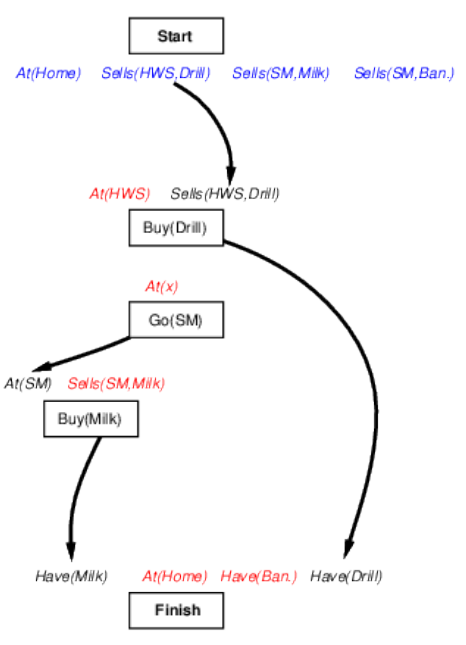 Start
At(Home) Sells(HWS,Drill) Sells(SM,Milk) Sells(SM,Ban.)
At(HWS) Sells(HWS,Drill)
Buy(Drill)
At(x)
Go(SM)
At(SM) Sells(SM,Milk)
Buy(Milk)
Have(Milk) At(Home) Have(Ban.) Have(Drill)
Finish